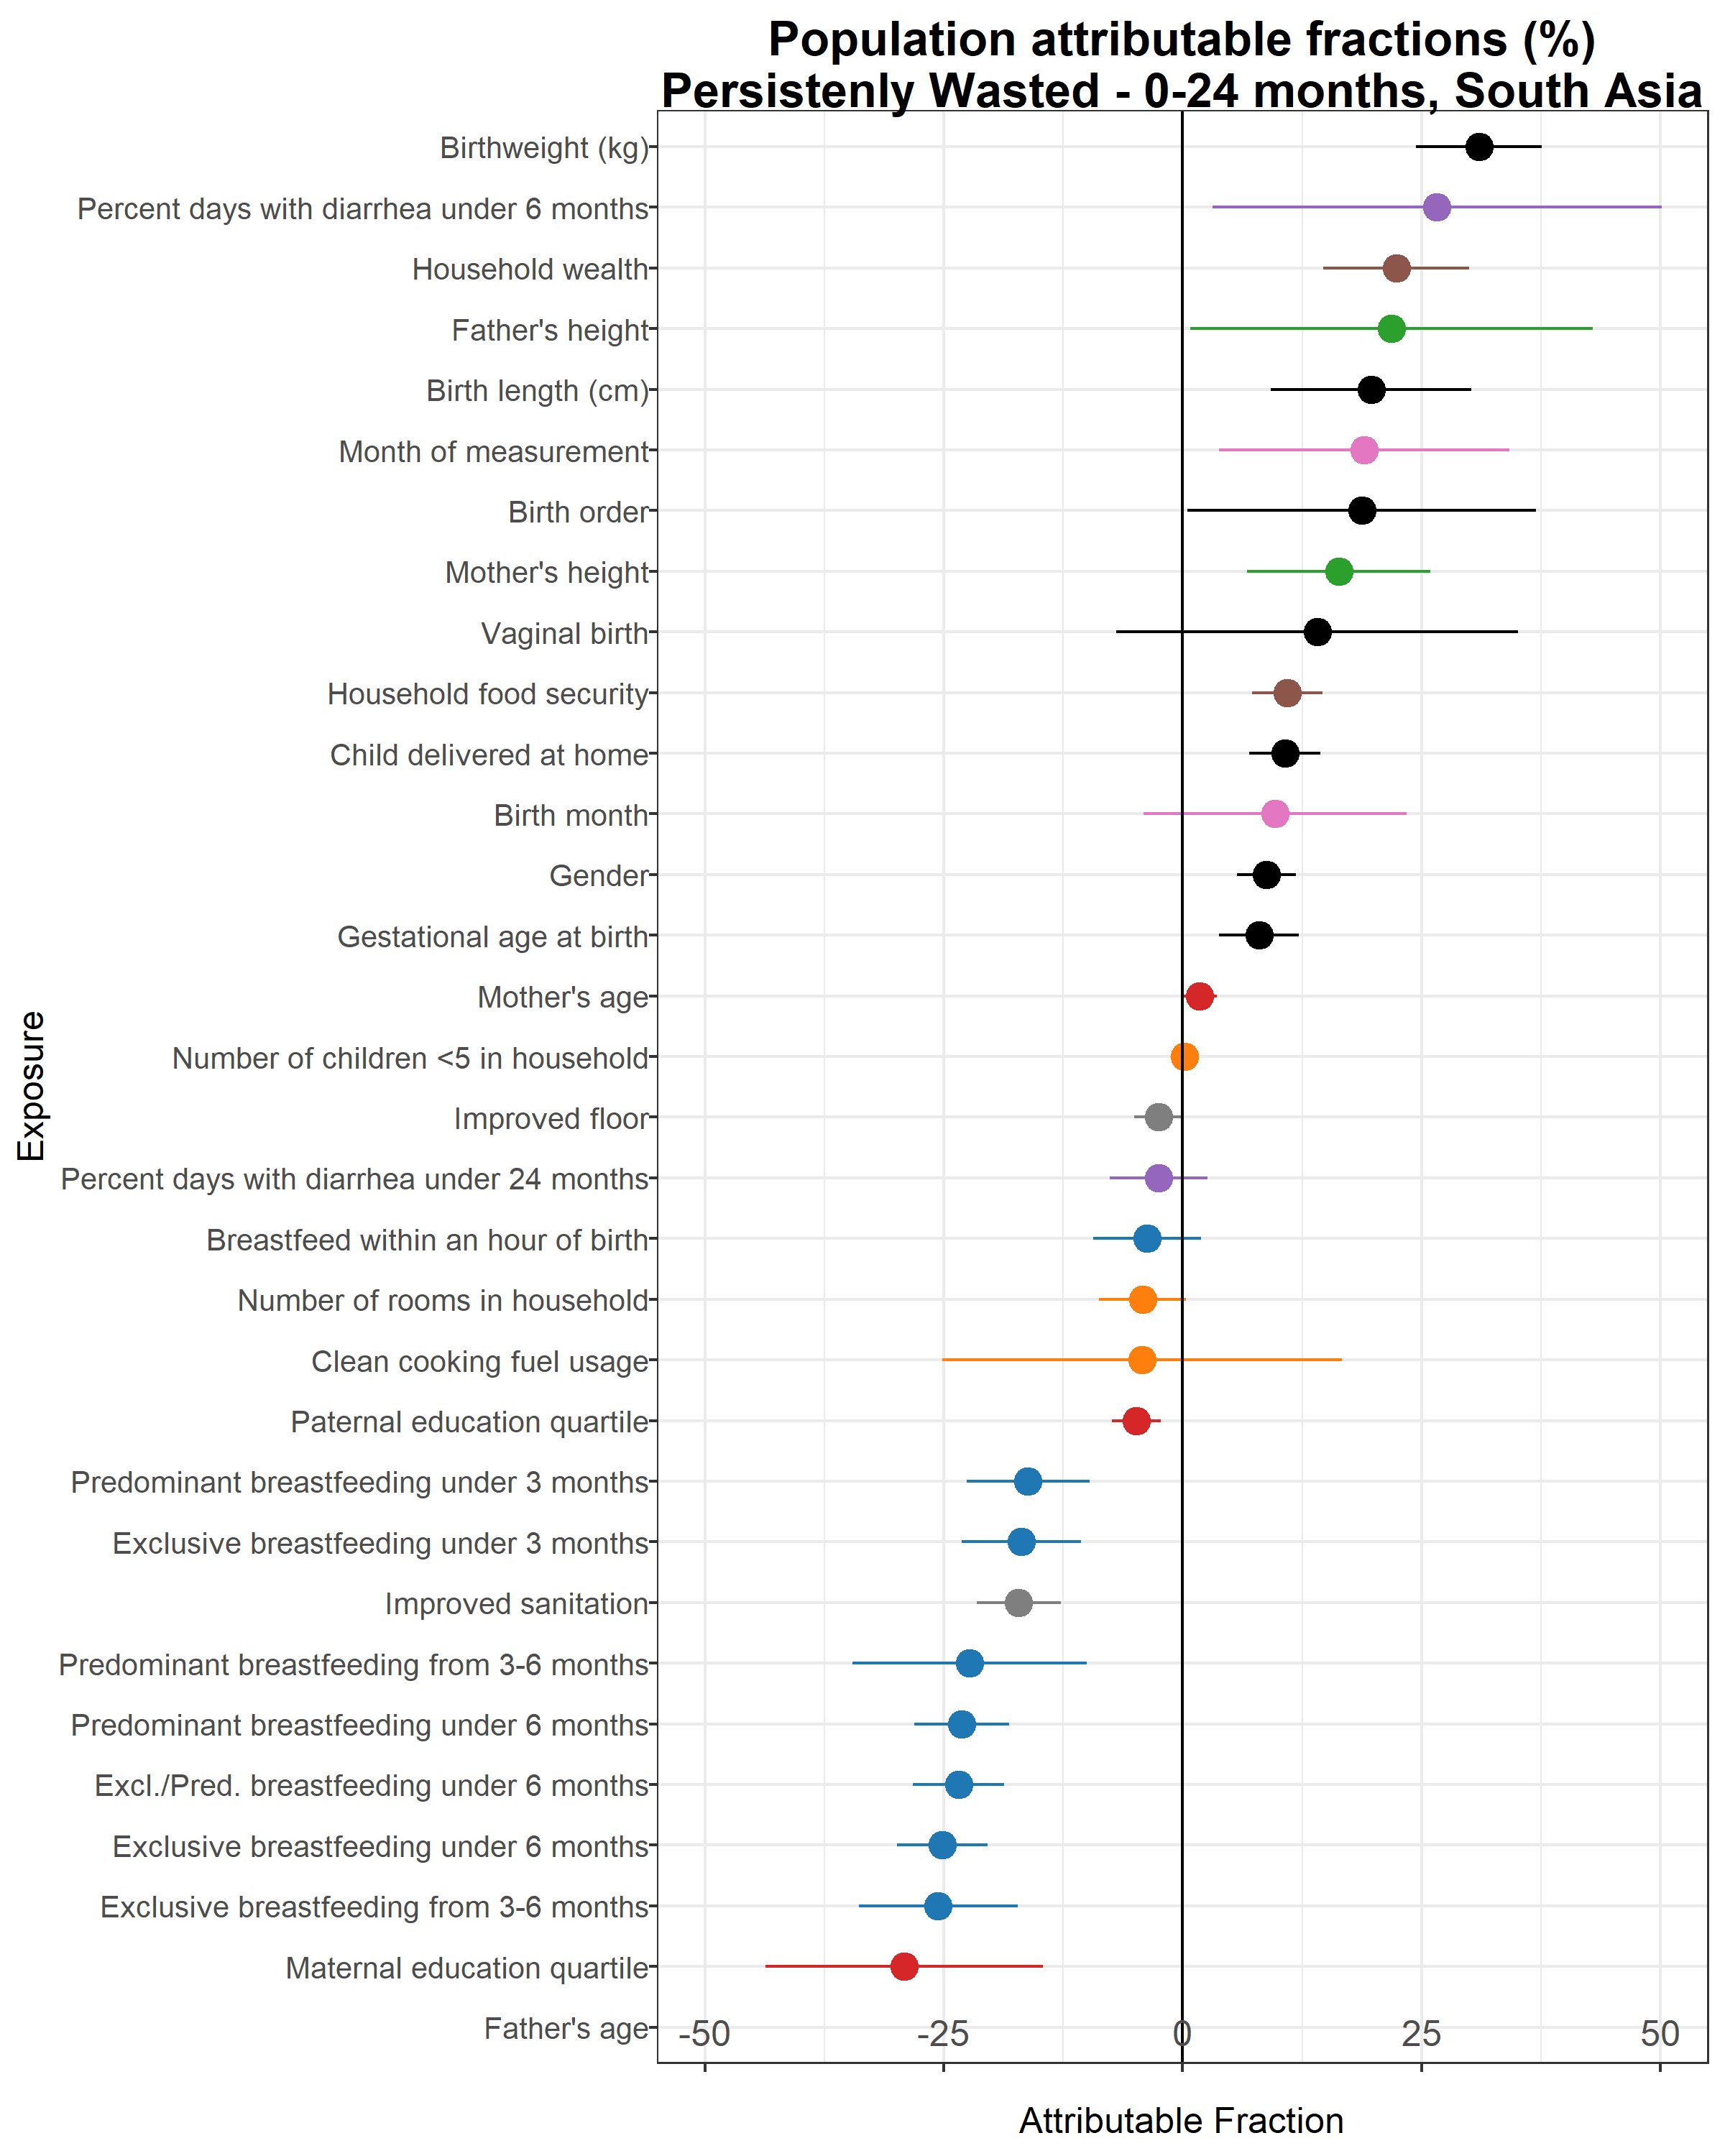 Population attributable fractions (%)
Persistenly Wasted - 0-24 months, South Asia
Birthweight (kg)
Percent days with diarrhea under 6 months
Household wealth
Father's height
Birth length (cm)
Month of measurement
Birth order
Mother's height
Vaginal birth
Household food security
Child delivered at home
Birth month
Gender
Gestational age at birth
Mother's age
Number of children <5 in household
Improved floor
Percent days with diarrhea under 24 months
Breastfeed within an hour of birth
Number of rooms in household
Clean cooking fuel usage
Paternal education quartile
Predominant breastfeeding under 3 months
Exclusive breastfeeding under 3 months
Improved sanitation
Predominant breastfeeding from 3-6 months
Predominant breastfeeding under 6 months
Excl./Pred. breastfeeding under 6 months
Exclusive breastfeeding under 6 months
Exclusive breastfeeding from 3-6 months
Maternal education quartile
Father's age
Exposure
-50 -25 0 25 50
Attributable Fraction